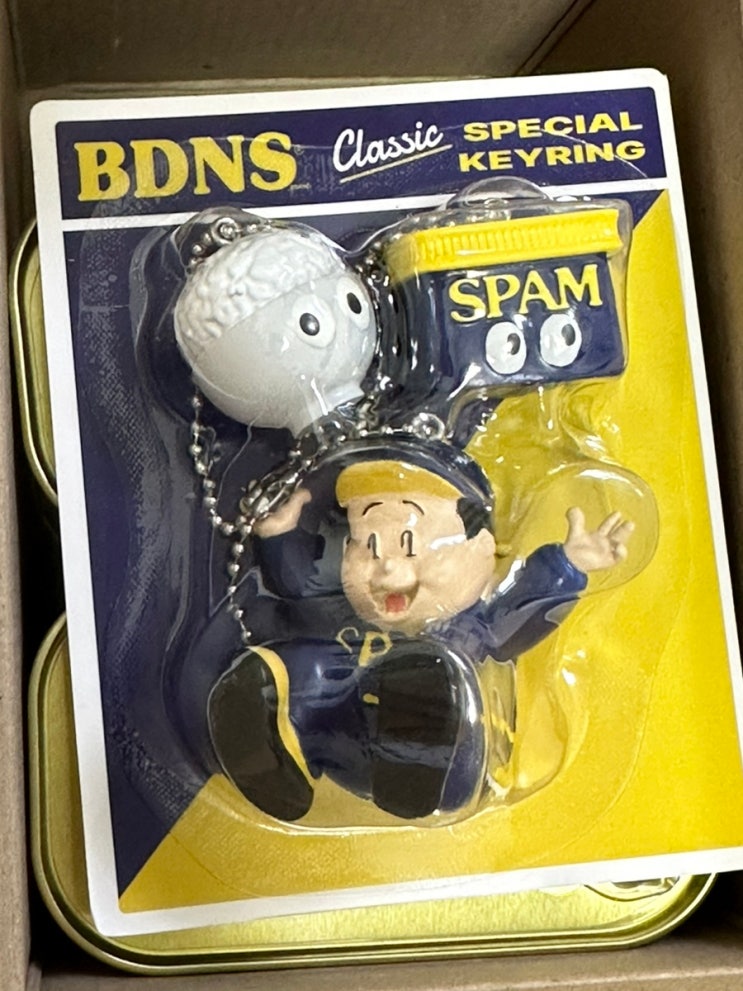 BDNS
Classic
SPECIAL
KEYRING
SPAM
SP